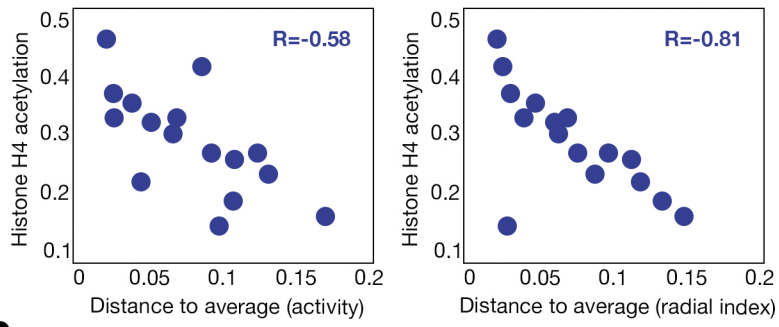 0.5
0.4
0.3
0.2
0.1
Histone H4 acetylation
R=-0.58
0 0.05 0.1 0.15 0.2
Distance to average (activity)
0.5
0.4
0.3
0.2
0.1
Histone H4 acetylation
R=-0.81
0 0.05 0.1 0.15 0.2
Distance to average (radial index)